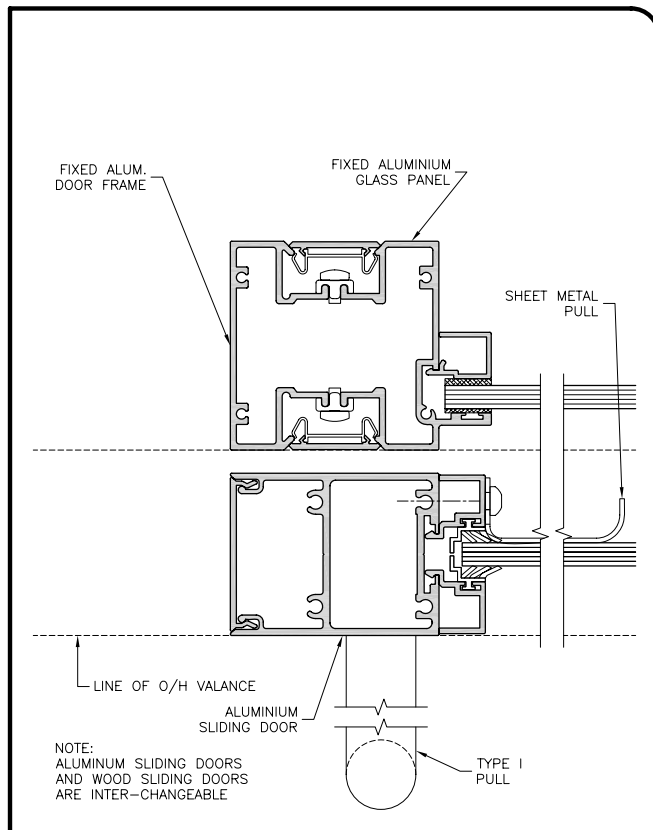 FIXED ALUM.
DOOR FRAME
FIXED ALUMINIUM
GLASS PANEL
SHEET METAL
PULL
LINE OF O/H VALANCE
ALUMINIUM
SLIDING DOOR
NOTE:
ALUMINUM SLIDING DOORS
AND WOOD SLIDING DOORS
ARE INTER-CHANGEABLE
TYPE I
PULL